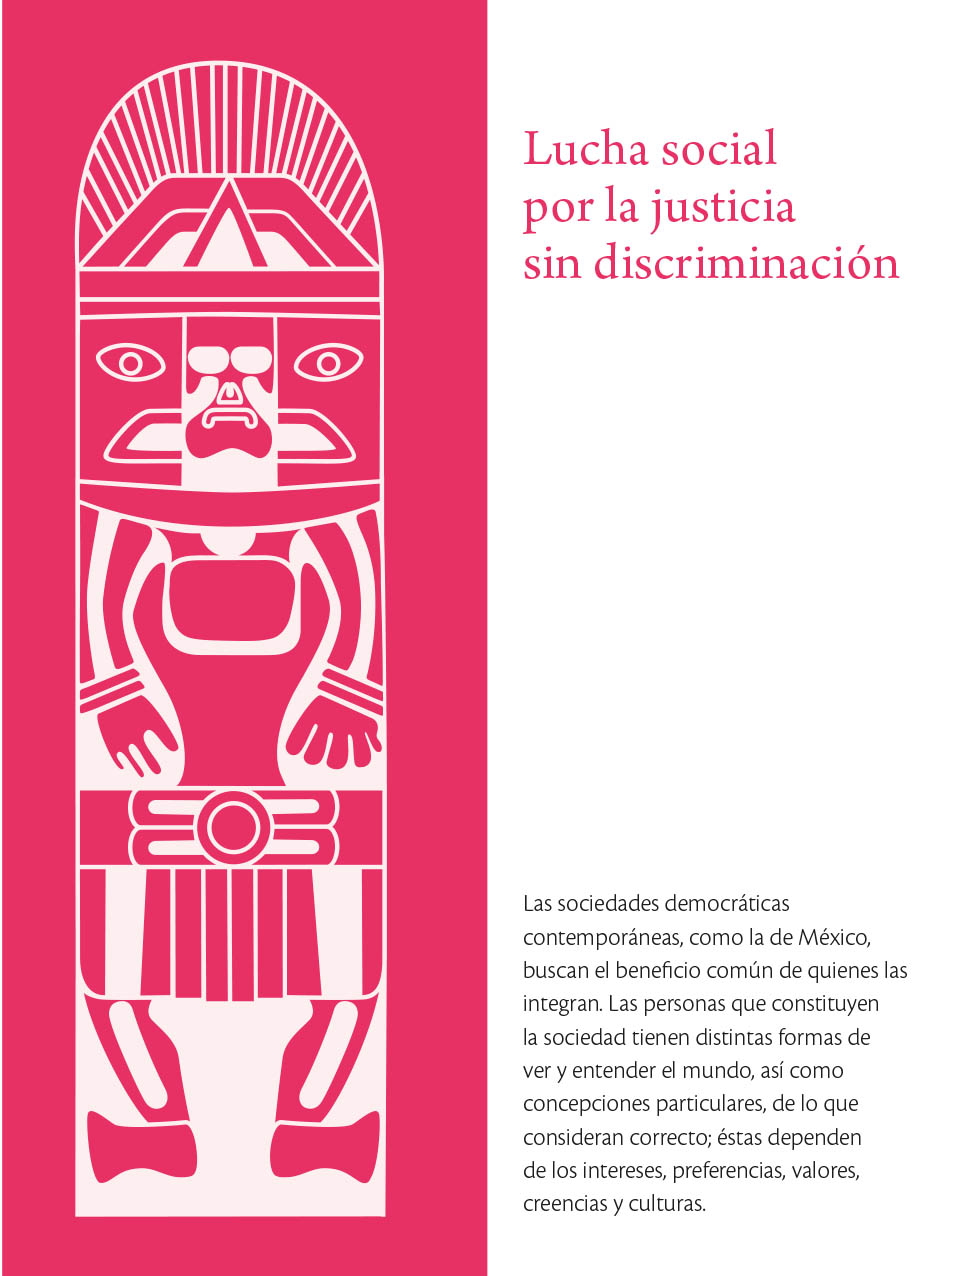 Lucha social
por la justicia
sin discriminación
Las sociedades democráticas
contemporáneas, como la de México,
buscan el beneficio común de quienes las
integran. Las personas que constituyen
la sociedad tienen distintas formas de
ver y entender el mundo, así como
concepciones particulares, de lo que
consideran correcto; éstas dependen
de los intereses, preferencias, valores,
creencias y culturas.